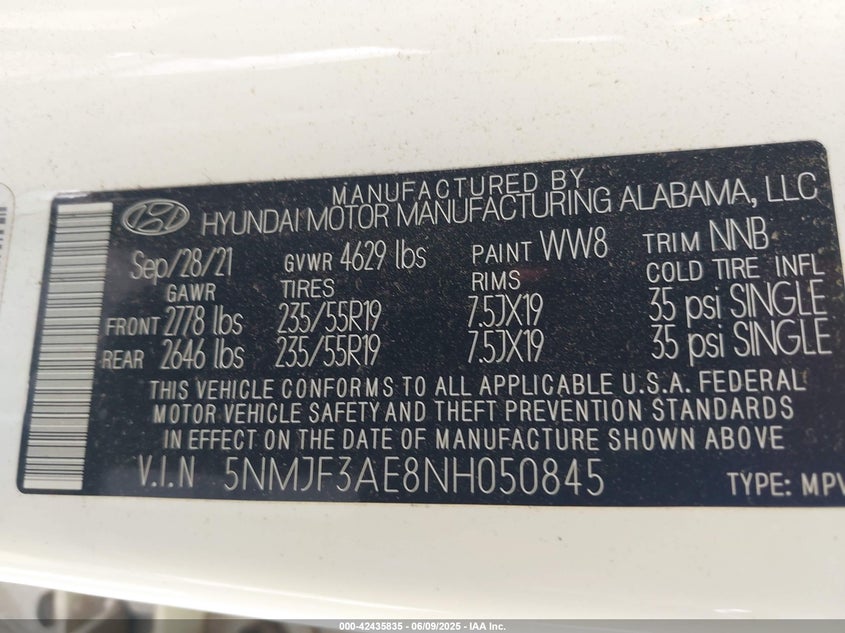 MANUFACTURED BY
HYUNDAI MOTOR MANUFACTURING ALABAMA, LLC
Sep/28/21 GVWR 4629 lbs PAINT WW8 TRIM NNB
GAWR TIRES RIMS COLD TIRE INFL
FRONT 2778 lbs 235/55R19 7.5JX19 35 psi SINGLE
REAR 2646 lbs 235/55R19 7.5JX19 35 psi SINGLE
THIS VEHICLE CONFORMS TO ALL APPLICABLE U.S.A. FEDERAL
MOTOR VEHICLE SAFETY AND THEFT PREVENTION STANDARDS
IN EFFECT ON THE DATE OF MANUFACTURE SHOWN ABOVE
V.I.N 5NMJF3AE8NH050845 TYPE: MPV
000-42435835 - 06/09/2025 - IAA Inc.